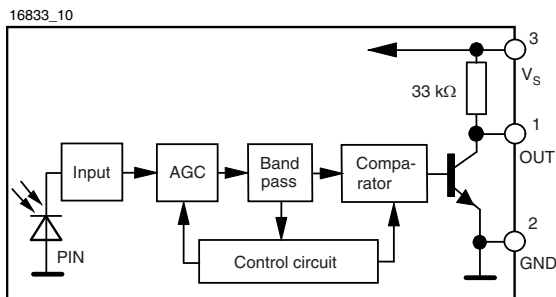 16833_10
3
V_S
33 kΩ
1
OUT
Input
AGC
Band
pass
Compa-
rator
2
GND
PIN
Control circuit